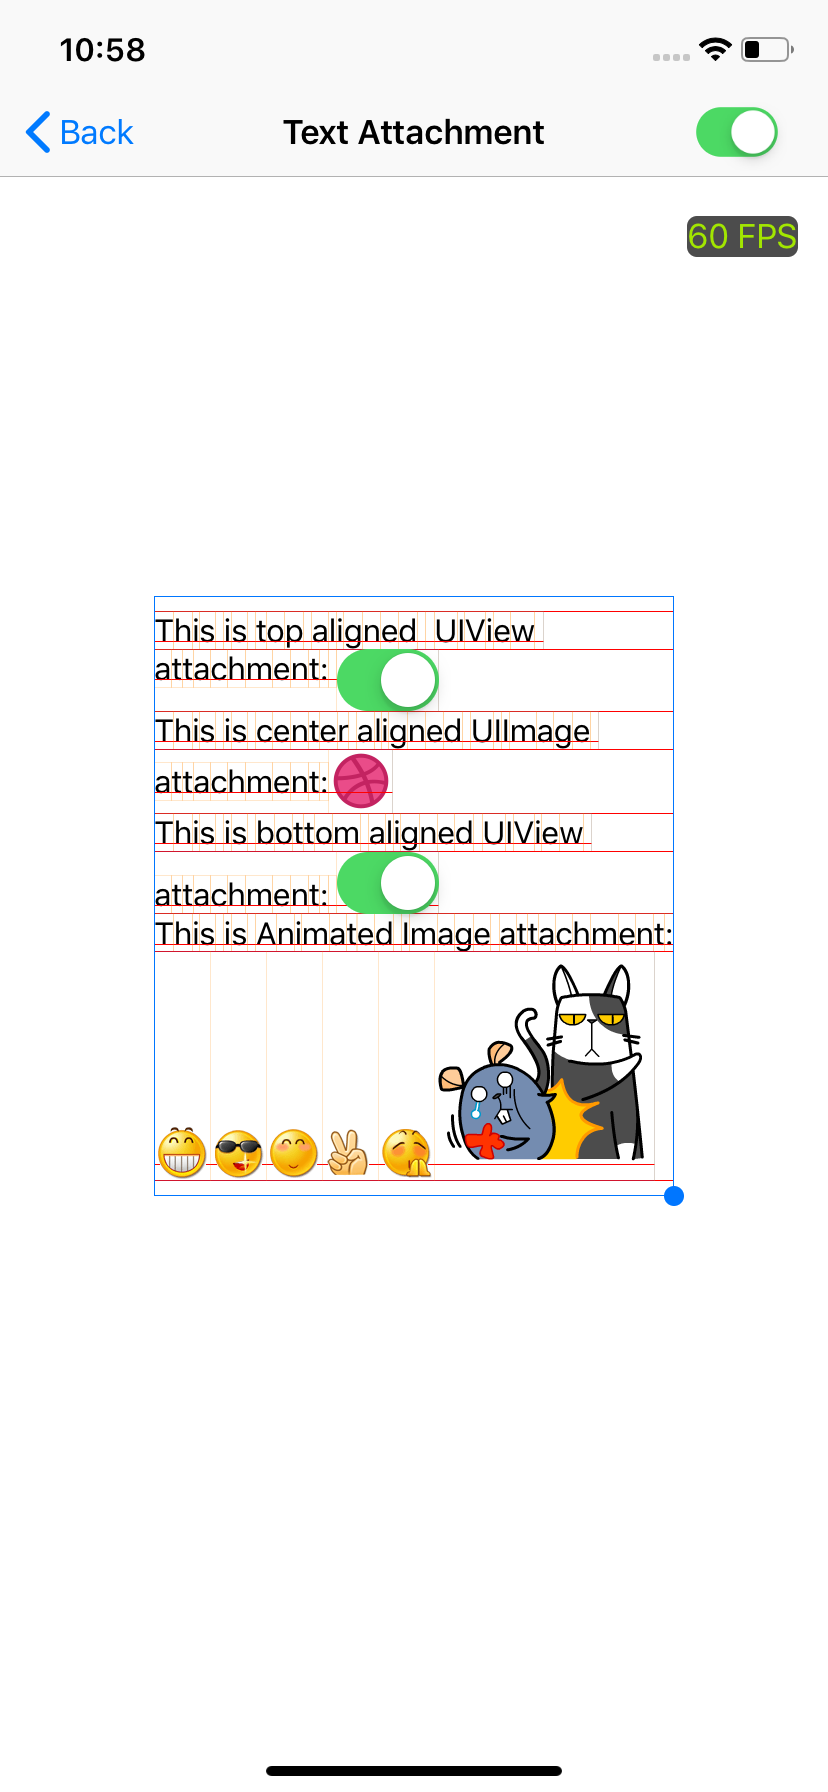 10:58
Back
Text Attachment
60 FPS
This is top aligned  UIView
attachment:
This is center aligned UIImage
attachment:
This is bottom aligned UIView
attachment:
This is Animated Image attachment: